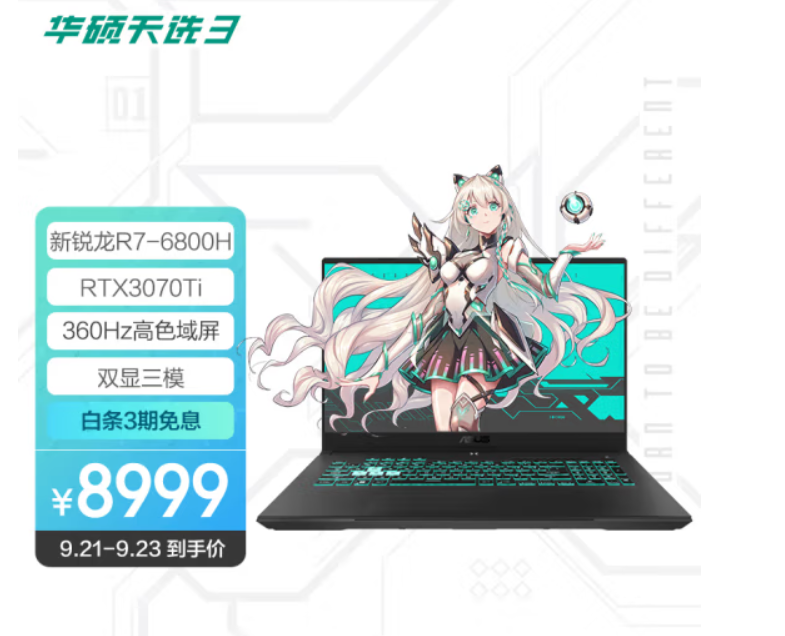 华硕天选3
01
WAN TO BE DIFFERENT
新锐龙R7-6800H
RTX3070Ti
360Hz高色域屏
双显三模
白条3期免息
¥8999
9.21-9.23 到手价
ASUS